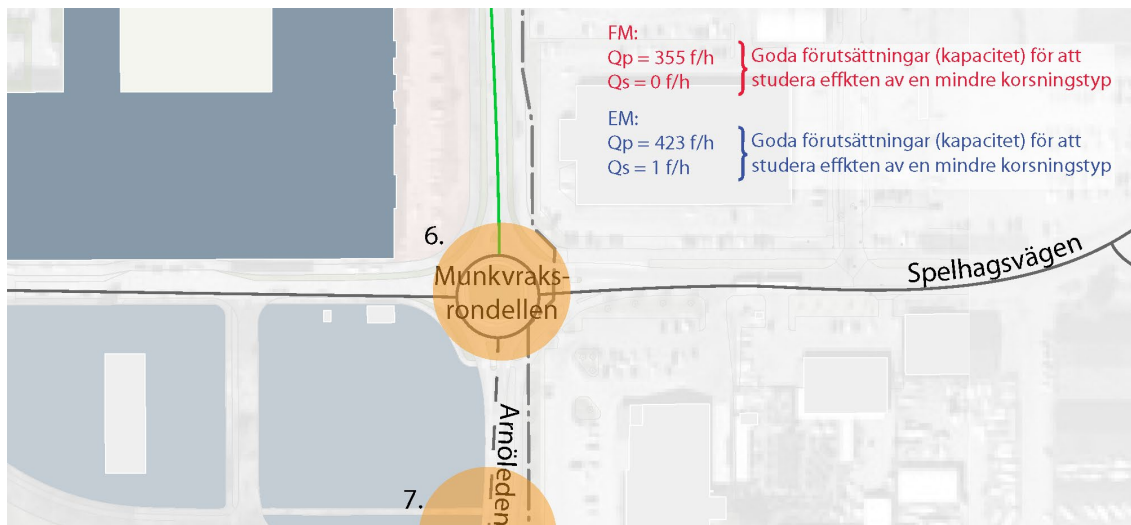 FM:
Qp = 355 f/h
Qs = 0 f/h
Goda förutsättningar (kapacitet) för att
studera effkten av en mindre korsningstyp
EM:
Qp = 423 f/h
Qs = 1 f/h
Goda förutsättningar (kapacitet) för att
studera effkten av en mindre korsningstyp
6.
Munkvraks-
rondellen
Spelhagsvägen
Arnöleden
7.